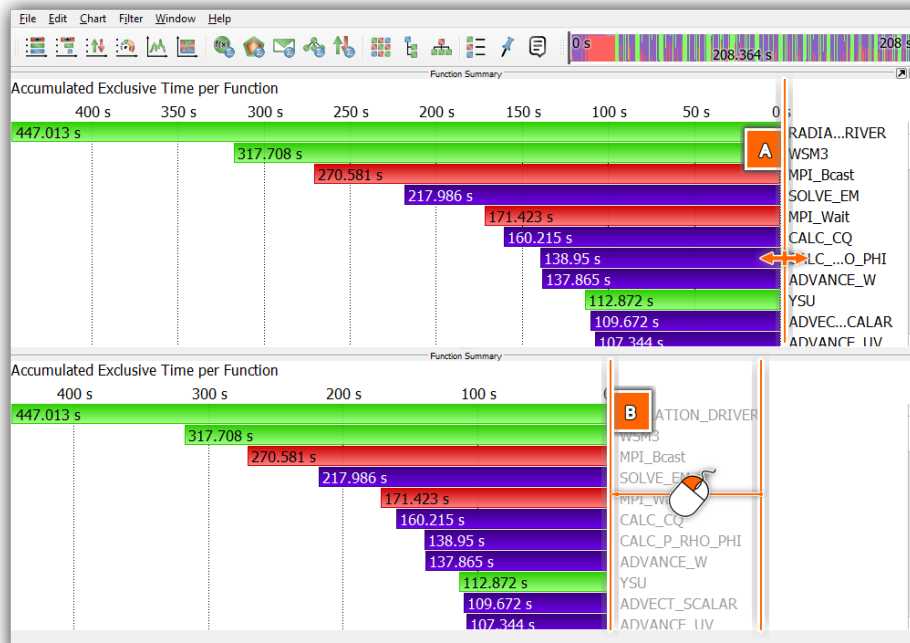 File Edit Chart Filter Window Help
0 s 208.364 s 208 s
Function Summary
Accumulated Exclusive Time per Function
400 s 350 s 300 s 250 s 200 s 150 s 100 s 50 s 0 s
447.013 s RADIA...RIVER
317.708 s A WSM3
270.581 s MPI_Bcast
217.986 s SOLVE_EM
171.423 s MPI_Wait
160.215 s CALC_CQ
138.95 s CALC_...O_PHI
137.865 s ADVANCE_W
112.872 s YSU
109.672 s ADVEC...CALAR
107.344 s ADVANCE_UV
Function Summary
Accumulated Exclusive Time per Function
400 s 300 s 200 s 100 s
447.013 s B ATION_DRIVER
317.708 s WSM3
270.581 s MPI_Bcast
217.986 s SOLVE_EM
171.423 s MPI_Wait
160.215 s CALC_CQ
138.95 s CALC_P_RHO_PHI
137.865 s ADVANCE_W
112.872 s YSU
109.672 s ADVECT_SCALAR
107.344 s ADVANCE_UV